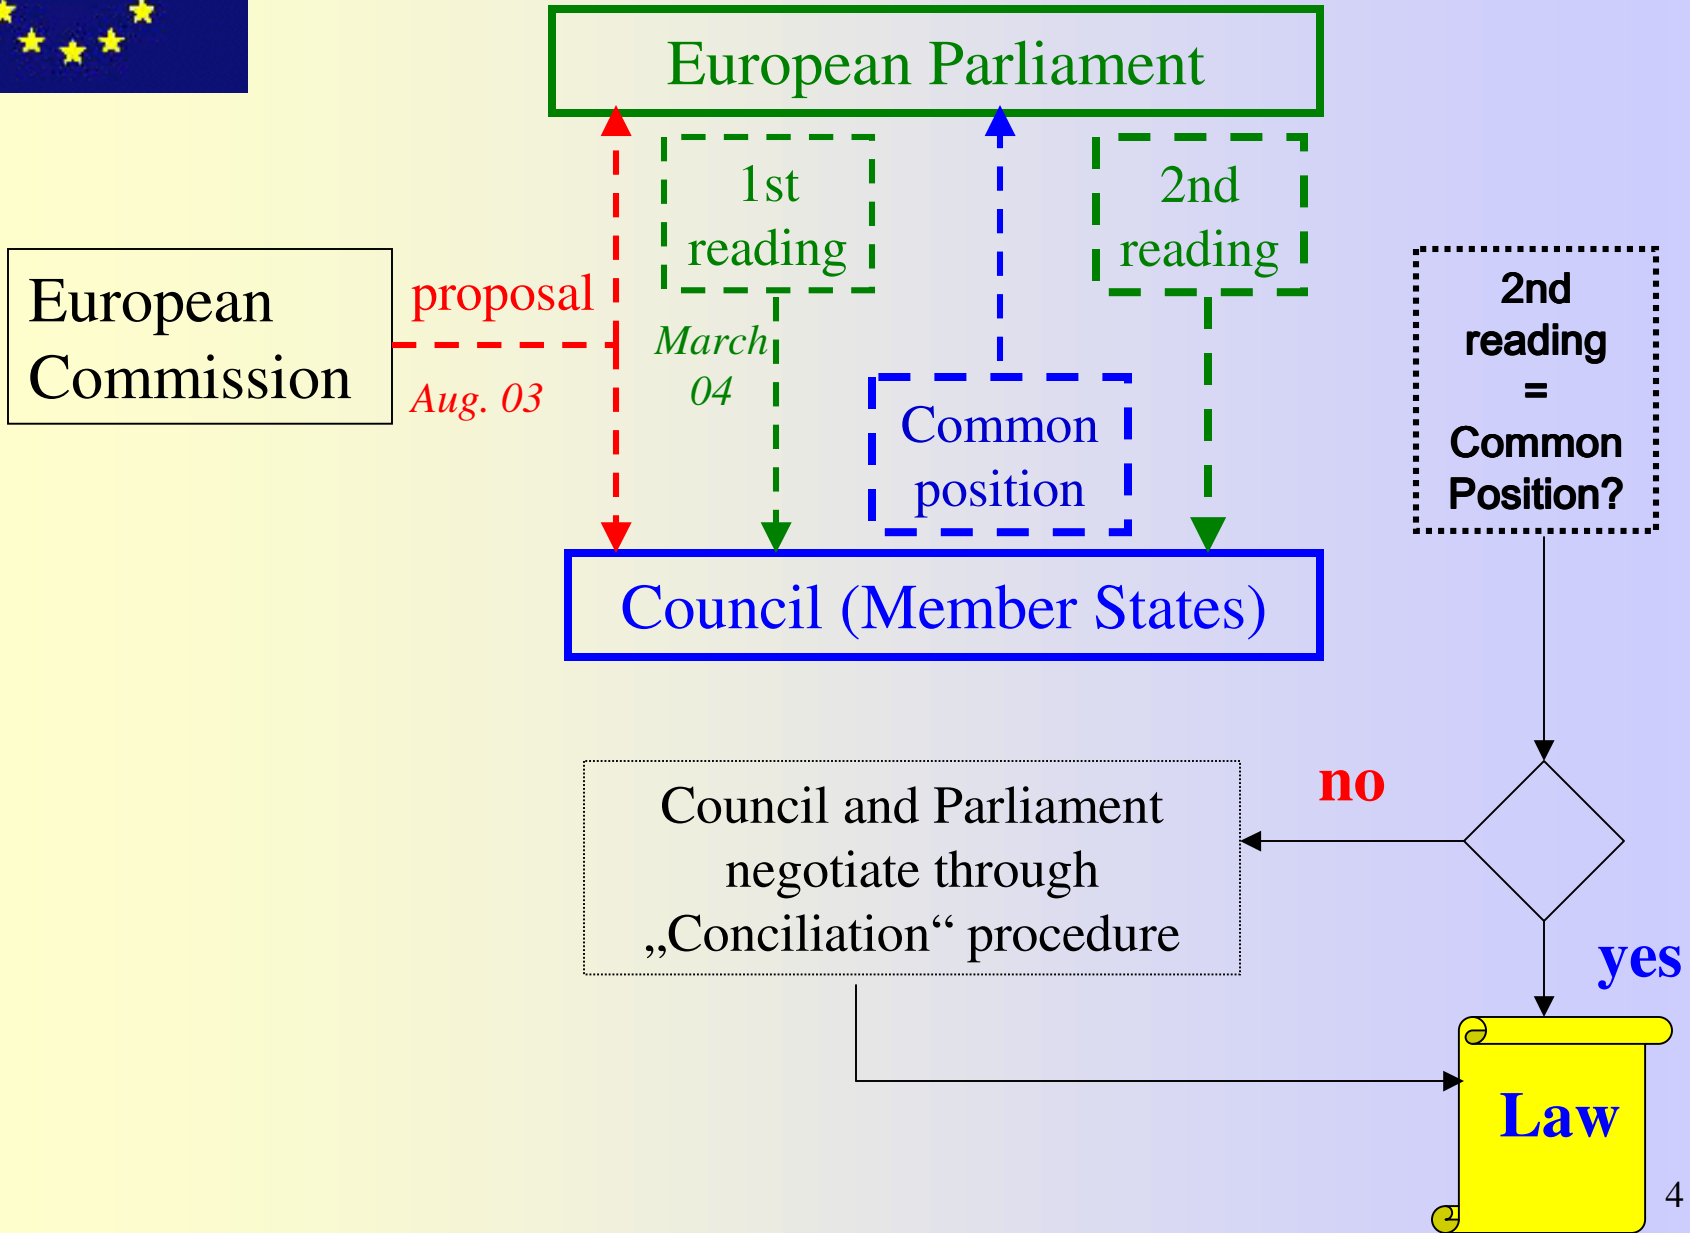 European Parliament
1st
reading
2nd
reading
European
Commission
proposal
Aug. 03
March
04
Common
position
2nd
reading
=
Common
Position?
Council (Member States)
no
Council and Parliament
negotiate through
„Conciliation“ procedure
yes
Law
4